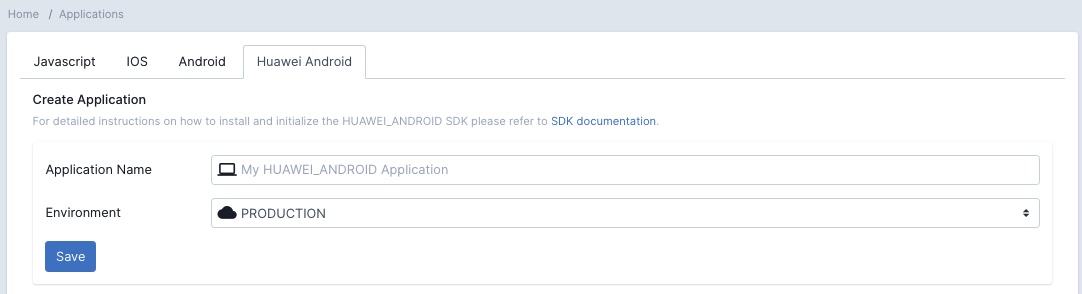 Home / Applications
Javascript IOS Android Huawei Android
Create Application
For detailed instructions on how to install and initialize the HUAWEI_ANDROID SDK please refer to SDK documentation.
Application Name My HUAWEI_ANDROID Application
Environment PRODUCTION
Save